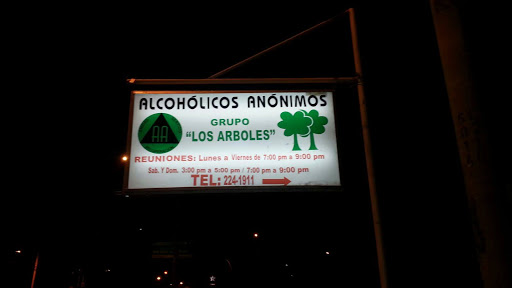 ALCOHÓLICOS ANÓNIMOS
GRUPO
AA
"LOS ARBOLES"
REUNIONES: Lunes a Viernes de 7:00 pm a 9:00 pm
Sab. Y Dom. 3:00 pm a 5:00 pm / 7:00 pm a 9:00 pm
TEL: 224-1911